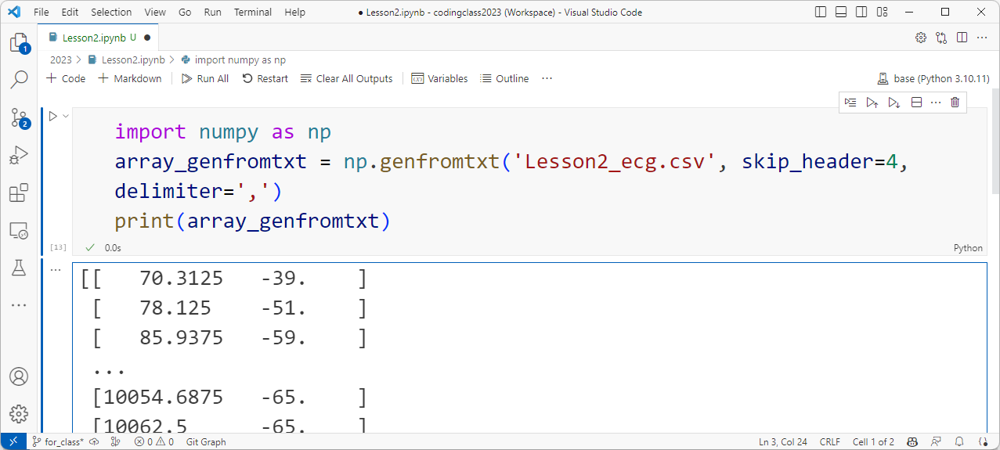 File Edit Selection View Go Run Terminal Help ● Lesson2.ipynb - codingclass2023 (Workspace) - Visual Studio Code
Lesson2.ipynb U ●
2023 > Lesson2.ipynb > import numpy as np
+ Code + Markdown Run All Restart Clear All Outputs Variables Outline ... base (Python 3.10.11)
import numpy as np
array_genfromtxt = np.genfromtxt('Lesson2_ecg.csv', skip_header=4,
delimiter=',')
print(array_genfromtxt)
[13] ✓ 0.0s Python
[[ 70.3125 -39. ]
[ 78.125 -51. ]
[ 85.9375 -59. ]
...
[10054.6875 -65. ]
[10062.5 -65. ]
1
2
for_class* 0 0 Git Graph Ln 3, Col 24 CRLF Cell 1 of 2